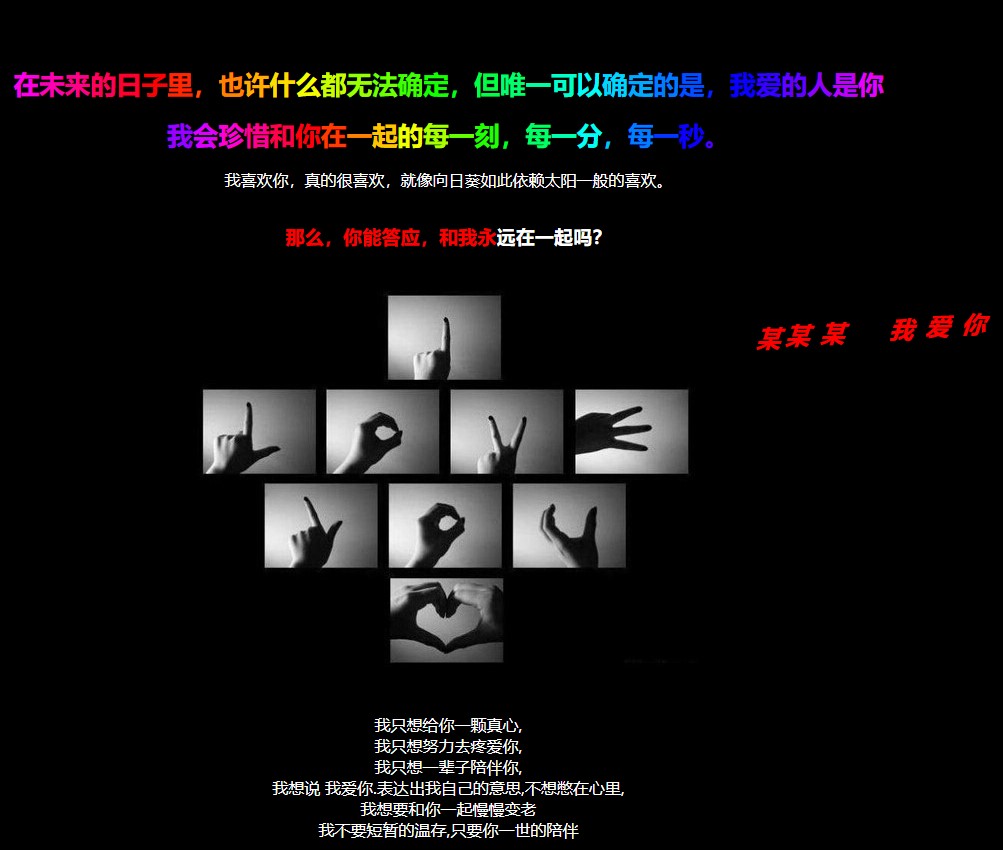 在未来的日子里，也许什么都无法确定，但唯一可以确定的是，我爱的人是你
我会珍惜和你在一起的每一刻，每一分，每一秒。
我喜欢你，真的很喜欢，就像向日葵如此依赖太阳一般的喜欢。
那么，你能答应，和我永远在一起吗？
某某 某 我 爱 你
我只想给你一颗真心,
我只想努力去疼爱你,
我只想一辈子陪伴你,
我想说 我爱你.表达出我自己的意思,不想憋在心里,
我想要和你一起慢慢变老
我不要短暂的温存,只要你一世的陪伴